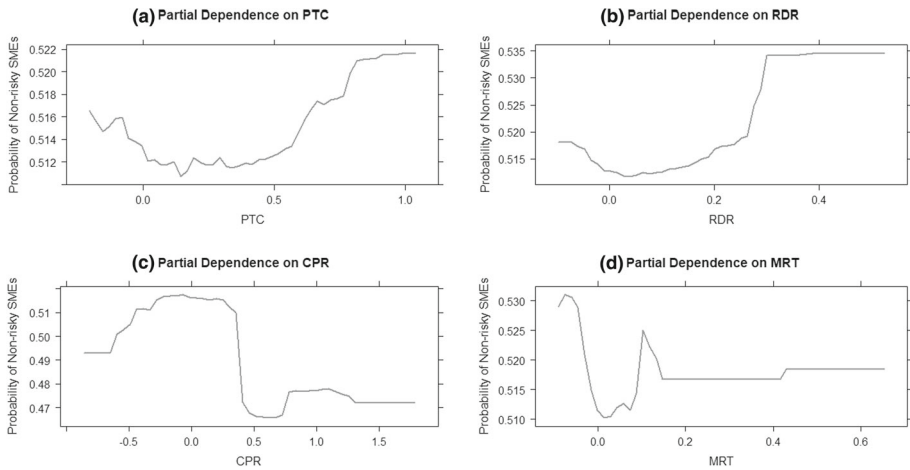 (a) Partial Dependence on PTC
Probability of Non-risky SMEs
0.522
0.520
0.518
0.516
0.514
0.512
0.0 0.5 1.0
PTC
(b) Partial Dependence on RDR
Probability of Non-risky SMEs
0.535
0.530
0.525
0.520
0.515
0.0 0.2 0.4
RDR
(c) Partial Dependence on CPR
Probability of Non-risky SMEs
0.51
0.50
0.49
0.48
0.47
-0.5 0.0 0.5 1.0 1.5
CPR
(d) Partial Dependence on MRT
Probability of Non-risky SMEs
0.530
0.525
0.520
0.515
0.510
0.0 0.2 0.4 0.6
MRT